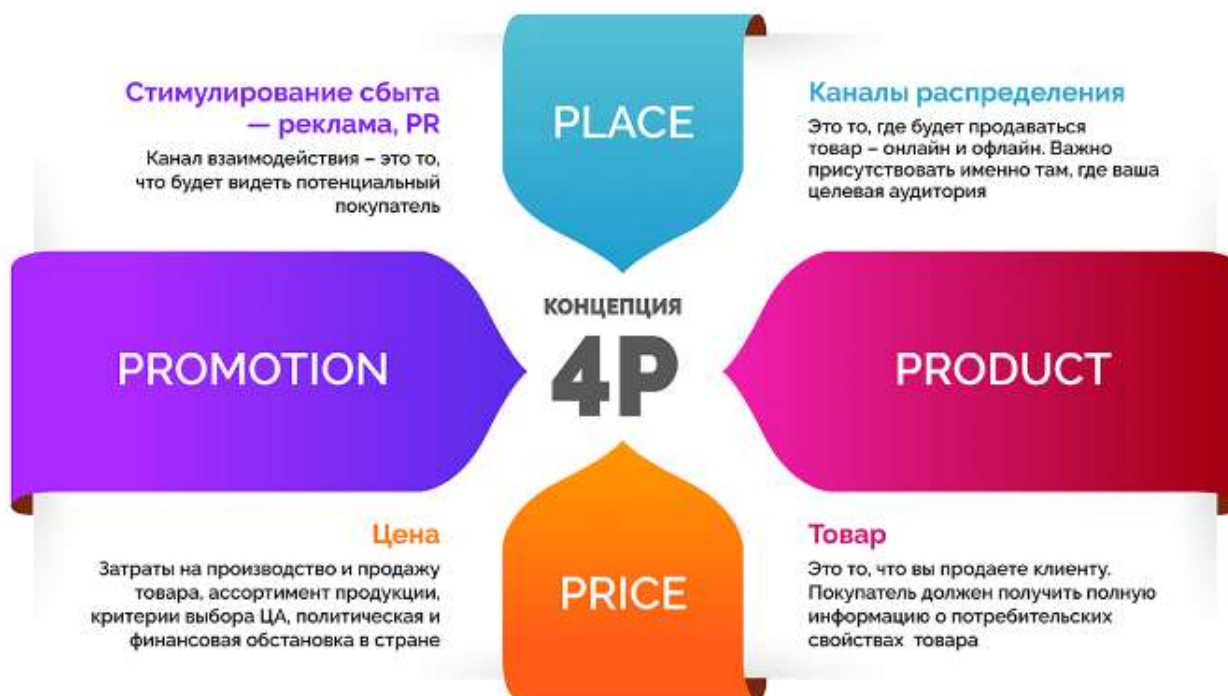 PLACE
Стимулирование сбыта
— реклама, PR
Канал взаимодействия – это то,
что будет видеть потенциальный
покупатель
Каналы распределения
Это то, где будет продаваться
товар – онлайн и офлайн. Важно
присутствовать именно там, где ваша
целевая аудитория
PROMOTION
КОНЦЕПЦИЯ
4P
PRODUCT
Цена
Затраты на производство и продажу
товара, ассортимент продукции,
критерии выбора ЦА, политическая и
финансовая обстановка в стране
PRICE
Товар
Это то, что вы продаете клиенту.
Покупатель должен получить полную
информацию о потребительских
свойствах товара